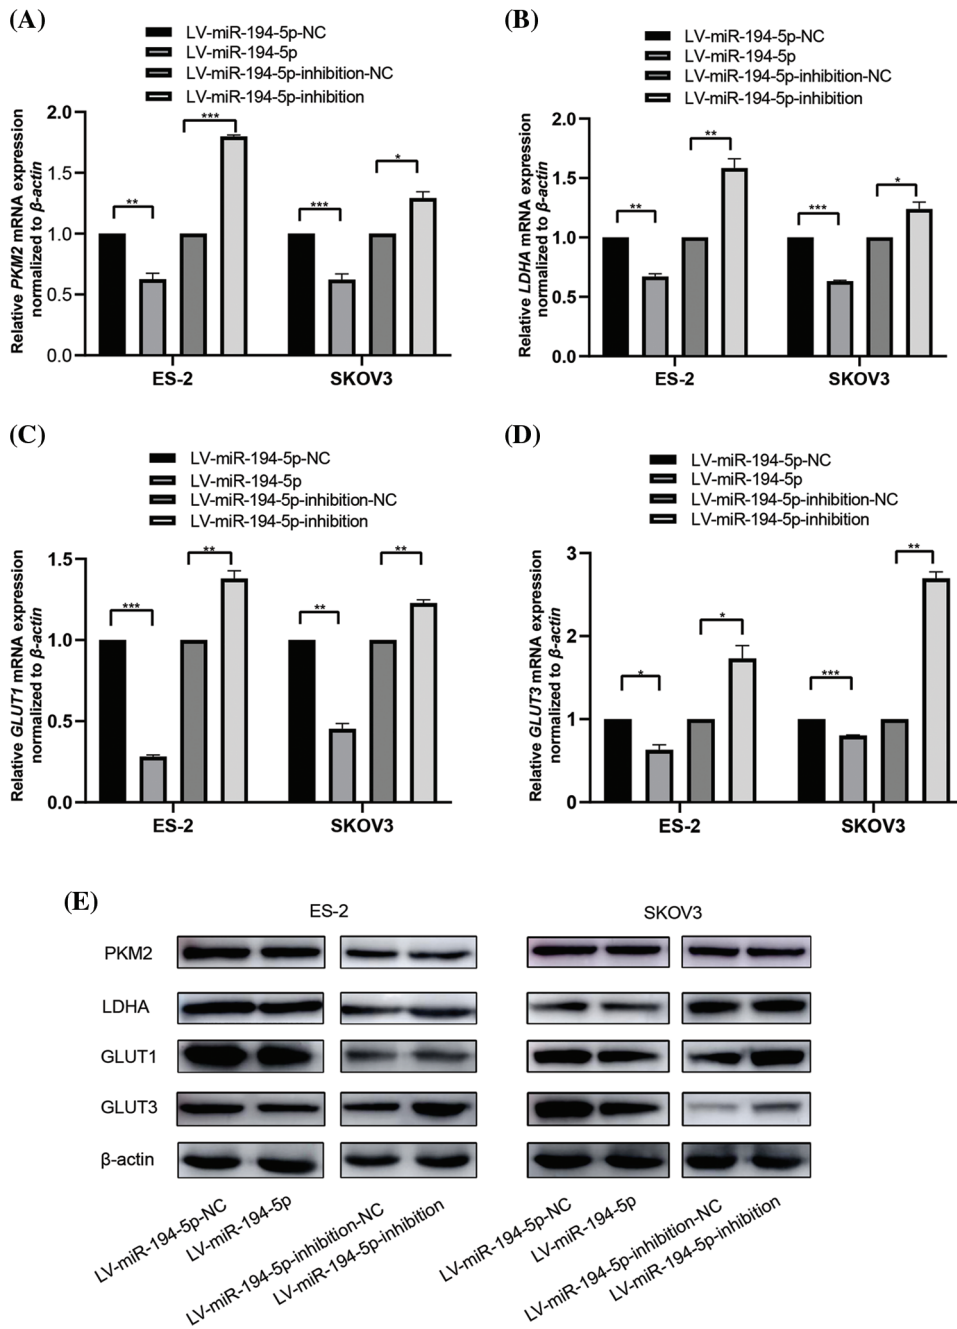 (A)
LV-miR-194-5p-NC
LV-miR-194-5p
LV-miR-194-5p-inhibition-NC
LV-miR-194-5p-inhibition
Relative PKM2 mRNA expression
normalized to β-actin
2.0
1.5
1.0
0.5
0.0
**
***
***
*
ES-2
SKOV3
(B)
LV-miR-194-5p-NC
LV-miR-194-5p
LV-miR-194-5p-inhibition-NC
LV-miR-194-5p-inhibition
Relative LDHA mRNA expression
normalized to β-actin
2.0
1.5
1.0
0.5
0.0
**
**
***
*
ES-2
SKOV3
(C)
LV-miR-194-5p-NC
LV-miR-194-5p
LV-miR-194-5p-inhibition-NC
LV-miR-194-5p-inhibition
Relative GLUT1 mRNA expression
normalized to β-actin
1.5
1.0
0.5
0.0
***
**
**
**
ES-2
SKOV3
(D)
LV-miR-194-5p-NC
LV-miR-194-5p
LV-miR-194-5p-inhibition-NC
LV-miR-194-5p-inhibition
Relative GLUT3 mRNA expression
normalized to β-actin
3
2
1
0
*
*
***
**
ES-2
SKOV3
(E)
ES-2
SKOV3
PKM2
LDHA
GLUT1
GLUT3
β-actin
LV-miR-194-5p-NC
LV-miR-194-5p
LV-miR-194-5p-inhibition-NC
LV-miR-194-5p-inhibition
LV-miR-194-5p-NC
LV-miR-194-5p
LV-miR-194-5p-inhibition-NC
LV-miR-194-5p-inhibition